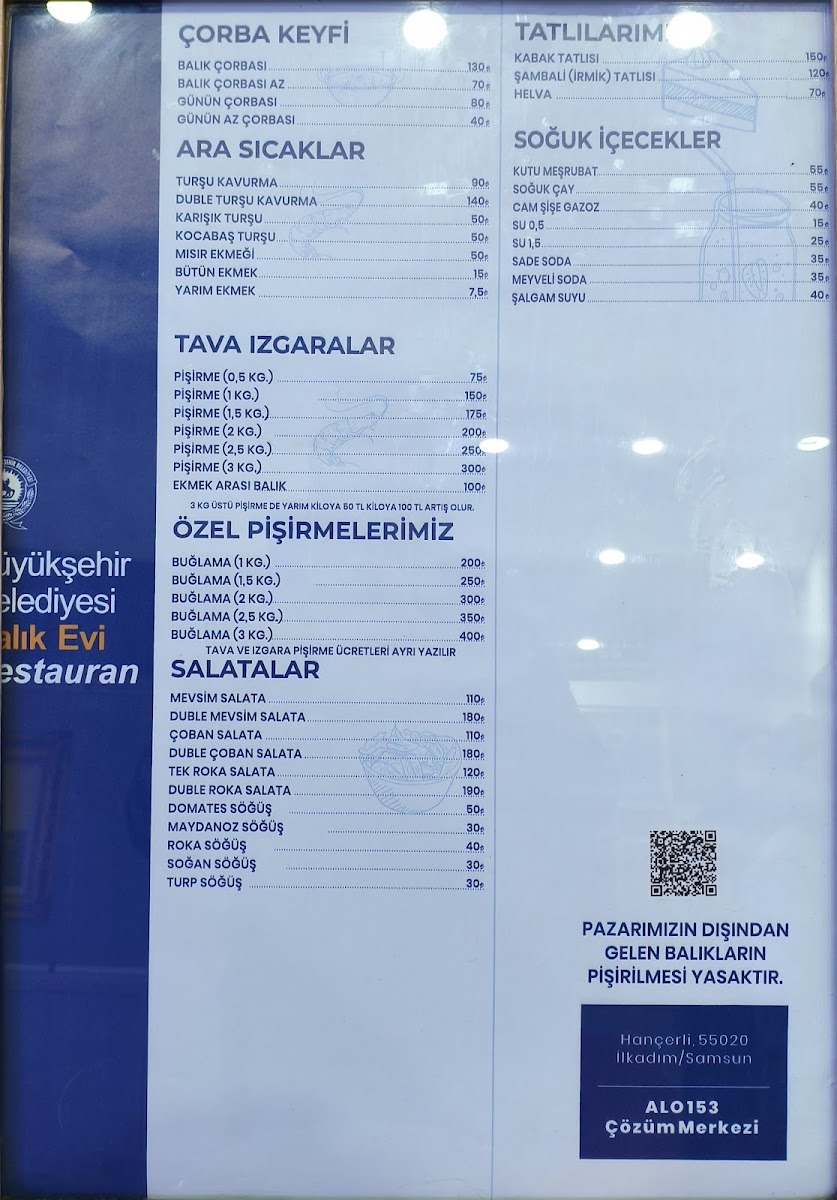 ÇORBA KEYFİ
BALIK ÇORBASI 130₺
BALIK ÇORBASI AZ 70₺
GÜNÜN ÇORBASI 80₺
GÜNÜN AZ ÇORBASI 40₺
ARA SICAKLAR
TURŞU KAVURMA 90₺
DUBLE TURŞU KAVURMA 140₺
KARIŞIK TURŞU 50₺
KOCABAŞ TURŞU 50₺
MISIR EKMEĞİ 50₺
BÜTÜN EKMEK 15₺
YARIM EKMEK 7,5₺
TAVA IZGARALAR
PİŞİRME (0,5 KG.) 75₺
PİŞİRME (1 KG.) 150₺
PİŞİRME (1,5 KG.) 175₺
PİŞİRME (2 KG.) 200₺
PİŞİRME (2,5 KG.) 250₺
PİŞİRME (3 KG.) 300₺
EKMEK ARASI BALIK 100₺
3 KG ÜSTÜ PİŞİRME DE YARIM KİLOYA 50 TL KİLOYA 100 TL ARTIŞ OLUR.
ÖZEL PİŞİRMELERİMİZ
BUĞLAMA (1 KG.) 200₺
BUĞLAMA (1,5 KG.) 250₺
BUĞLAMA (2 KG.) 300₺
BUĞLAMA (2,5 KG.) 350₺
BUĞLAMA (3 KG.) 400₺
TAVA VE IZGARA PİŞİRME ÜCRETLERİ AYRI YAZILIR
SALATALAR
MEVSİM SALATA 110₺
DUBLE MEVSİM SALATA 180₺
ÇOBAN SALATA 110₺
DUBLE ÇOBAN SALATA 180₺
TEK ROKA SALATA 120₺
DUBLE ROKA SALATA 190₺
DOMATES SÖĞÜŞ 50₺
MAYDANOZ SÖĞÜŞ 30₺
ROKA SÖĞÜŞ 40₺
SOĞAN SÖĞÜŞ 30₺
TURP SÖĞÜŞ 30₺
TATLILARIM
KABAK TATLISI 150₺
ŞAMBALİ (İRMİK) TATLISI 120₺
HELVA 70₺
SOĞUK İÇECEKLER
KUTU MEŞRUBAT 55₺
SOĞUK ÇAY 55₺
CAM ŞİŞE GAZOZ 40₺
SU 0,5 15₺
SU 1,5 25₺
SADE SODA 35₺
MEYVELİ SODA 35₺
ŞALGAM SUYU 40₺
üyükşehir
elediyesi
alık Evi
estauran
PAZARIMIZIN DIŞINDAN
GELEN BALIKLARIN
PİŞİRİLMESİ YASAKTIR.
Hançerli, 55020
İlkadım/Samsun
ALO 153
Çözüm Merkezi